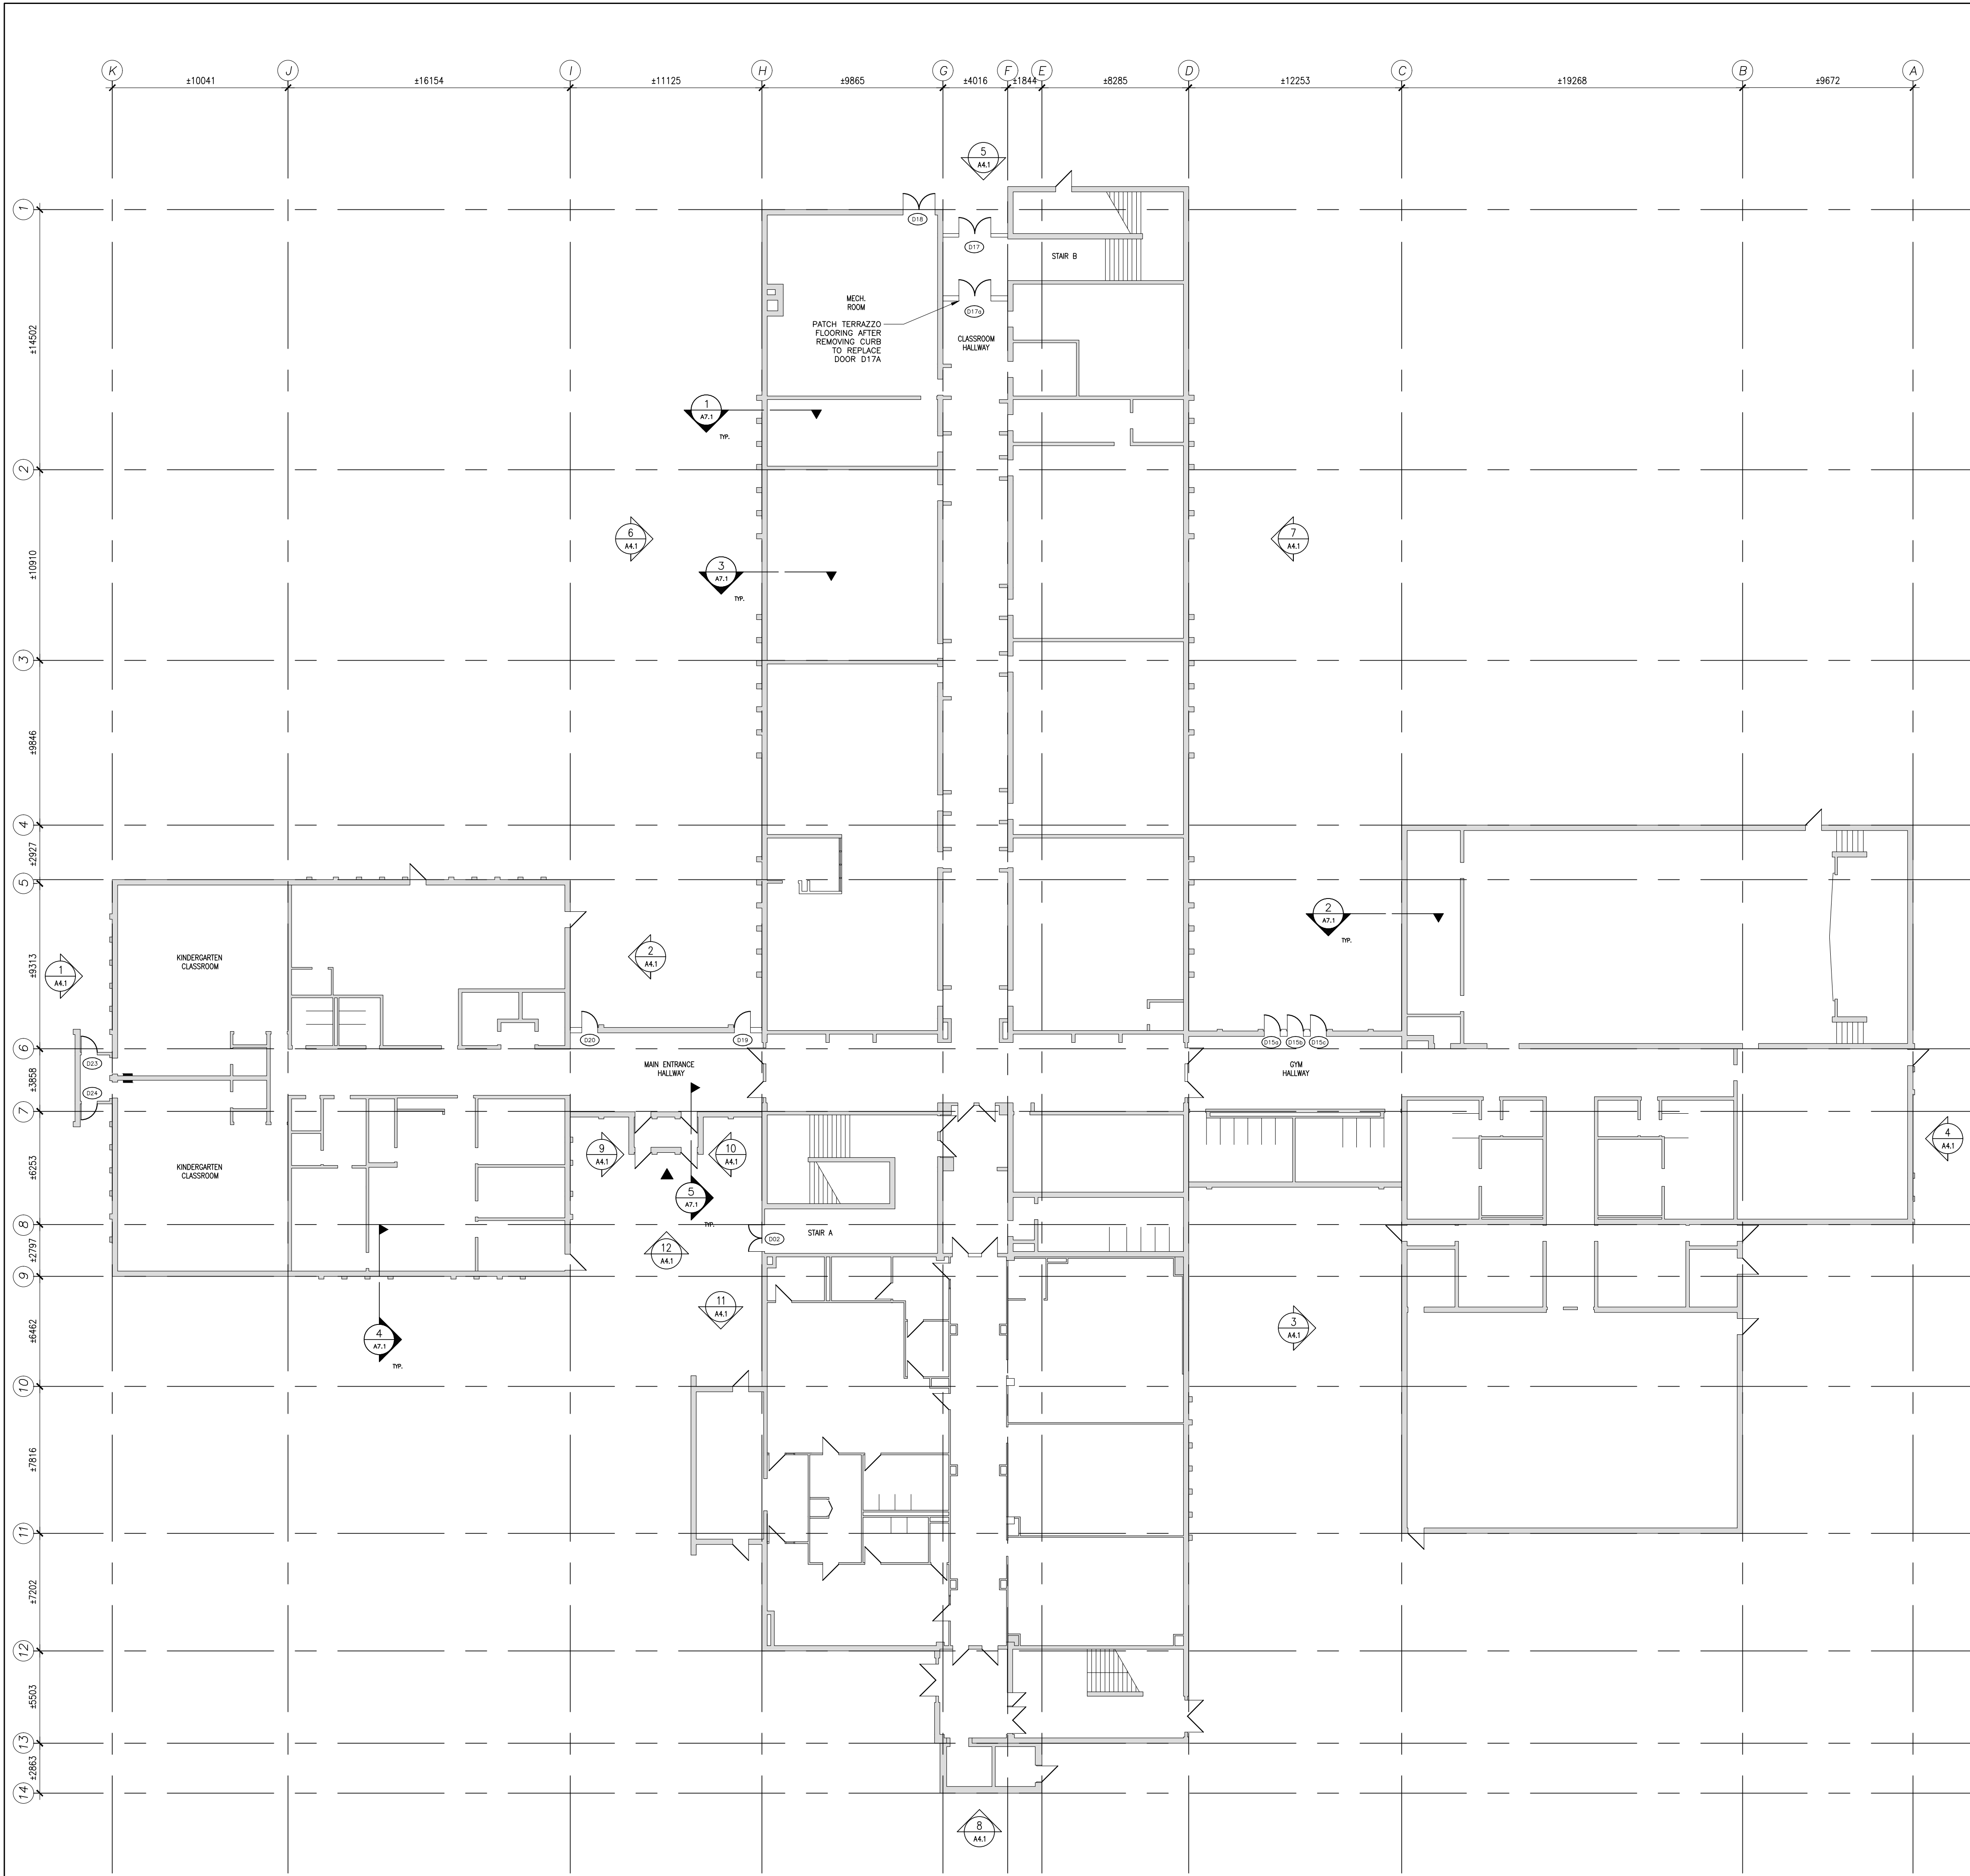 K
J
I
H
G
F
E
D
C
B
A
±10041
±16154
±11125
±9865
±4016
±1844
±8285
±12253
±19268
±9672
5
A4.1
1
D18
D17
STAIR B
MECH.
ROOM
D17a
PATCH TERRAZZO
FLOORING AFTER
REMOVING CURB
TO REPLACE
DOOR D17A
CLASSROOM
HALLWAY
±14502
1
A7.1
TYP.
2
6
A4.1
7
A4.1
±10910
3
A7.1
TYP.
3
±9846
4
±2927
5
2
A7.1
TYP.
KINDERGARTEN
CLASSROOM
2
A4.1
1
A4.1
±9313
D20
D19
D15a
D15b
D15c
6
D23
MAIN ENTRANCE
HALLWAY
GYM
HALLWAY
±3858
D24
7
9
A4.1
10
A4.1
4
A4.1
KINDERGARTEN
CLASSROOM
±6253
5
A7.1
TYP.
8
STAIR A
D02
12
A4.1
±2797
9
11
A4.1
3
A4.1
±6462
4
A7.1
TYP.
10
±7816
11
±7202
12
±5503
13
±2863
14
8
A4.1